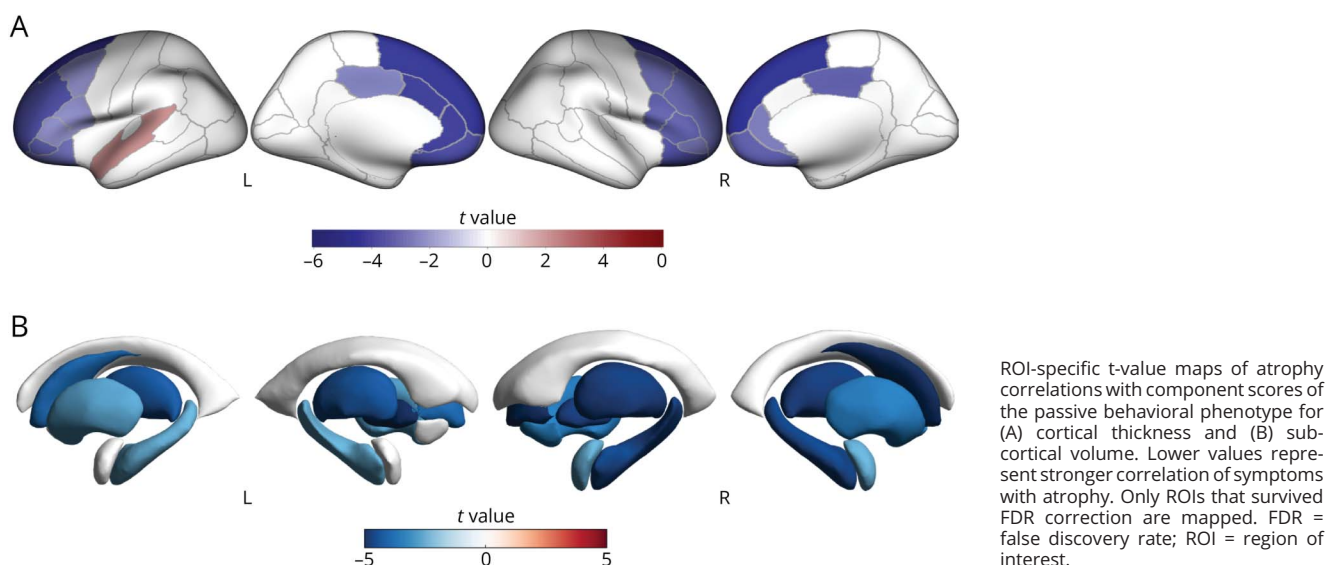 A
L
R
t value
–6 –4 –2 0 2 4 0
B
L
R
t value
–5 0 5
ROI-specific t-value maps of atrophy
correlations with component scores of
the passive behavioral phenotype for
(A) cortical thickness and (B) sub-
cortical volume. Lower values repre-
sent stronger correlation of symptoms
with atrophy. Only ROIs that survived
FDR correction are mapped. FDR =
false discovery rate; ROI = region of
interest.